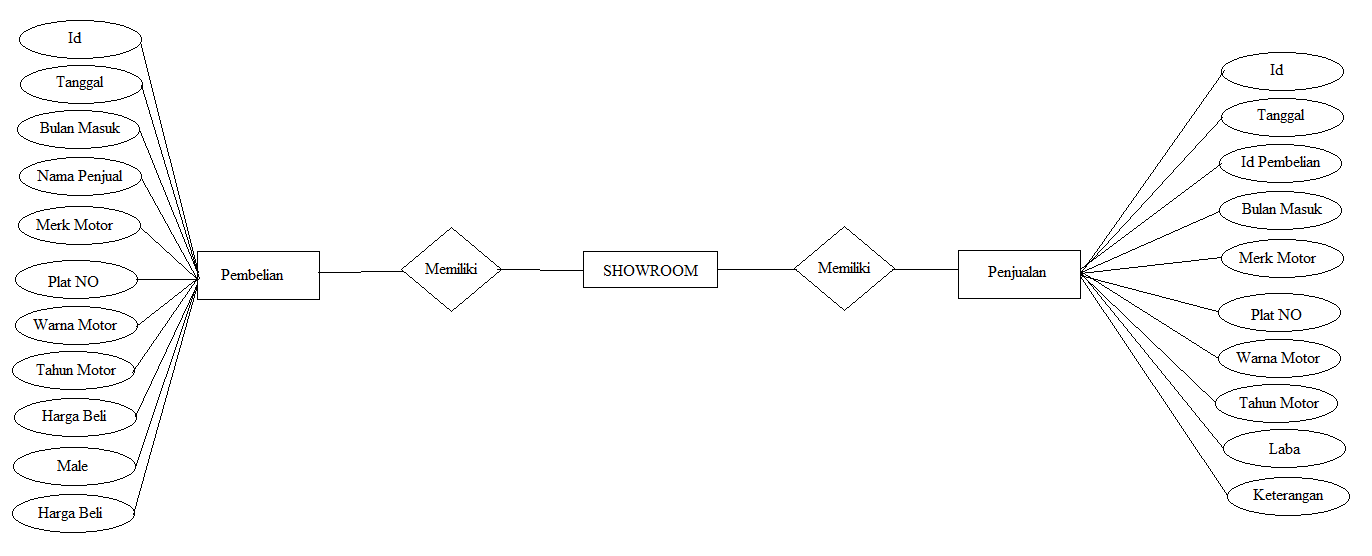 Id
Tanggal
Bulan Masuk
Nama Penjual
Merk Motor
Plat NO
Warna Motor
Tahun Motor
Harga Beli
Male
Harga Beli
Pembelian
Memiliki
SHOWROOM
Memiliki
Penjualan
Id
Tanggal
Id Pembelian
Bulan Masuk
Merk Motor
Plat NO
Warna Motor
Tahun Motor
Laba
Keterangan